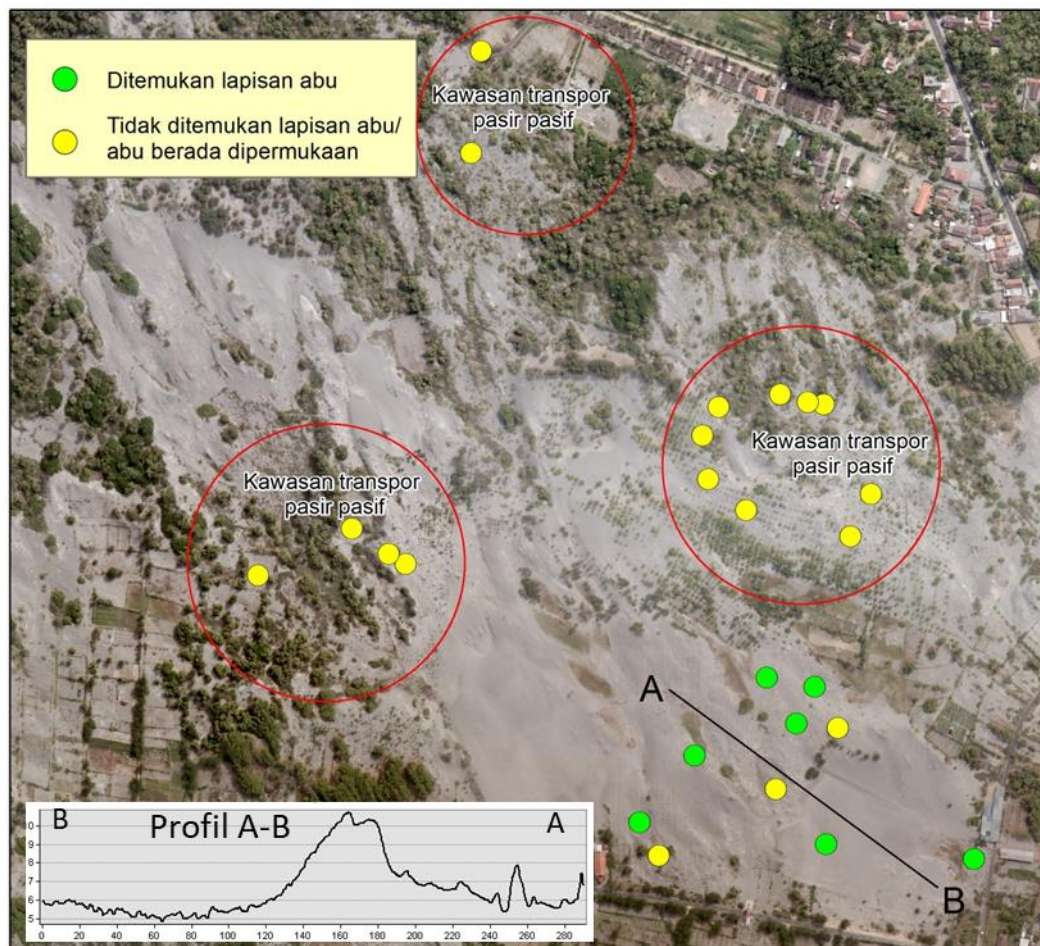 Ditemukan lapisan abu
Tidak ditemukan lapisan abu/
abu berada dipermukaan
Kawasan transpor
pasir pasif
Kawasan transpor
pasir pasif
Kawasan transpor
pasir pasif
A
B
B
Profil A-B
A
0
9
8
7
6
5
0 20 40 60 80 100 120 140 160 180 200 220 240 260 280